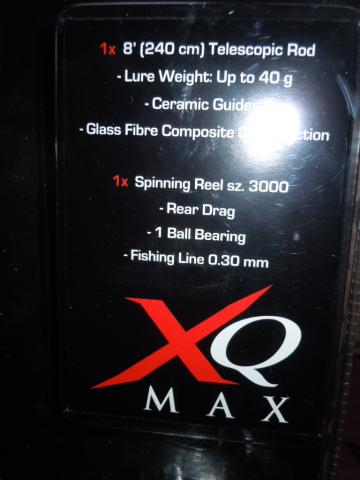 1x 8' (240 cm) Telescopic Rod
- Lure Weight: Up to 40 g
- Ceramic Guides
- Glass Fibre Composite
1x Spinning Reel sz. 3000
- Rear Drag
- 1 Ball Bearing
- Fishing Line 0.30 mm
XQ
MAX